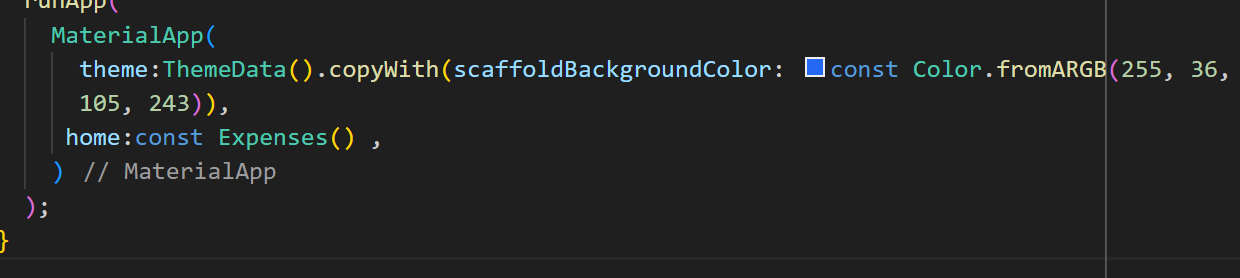 runApp(
MaterialApp(
theme:ThemeData().copyWith(scaffoldBackgroundColor: const Color.fromARGB(255, 36,
105, 243)),
home:const Expenses() ,
) // MaterialApp
);
}